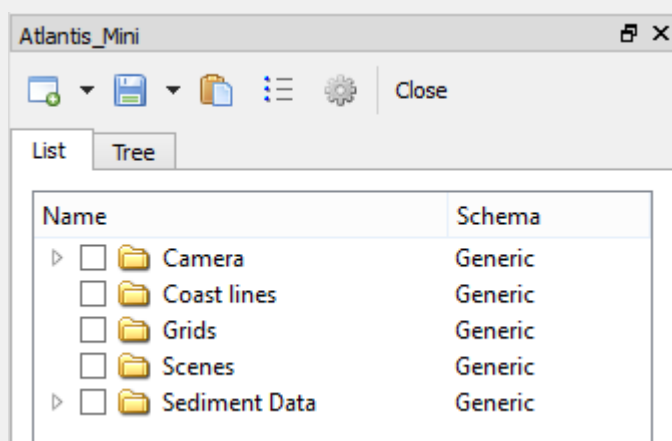 Atlantis_Mini
Close
List Tree
Name Schema
Camera Generic
Coast lines Generic
Grids Generic
Scenes Generic
Sediment Data Generic